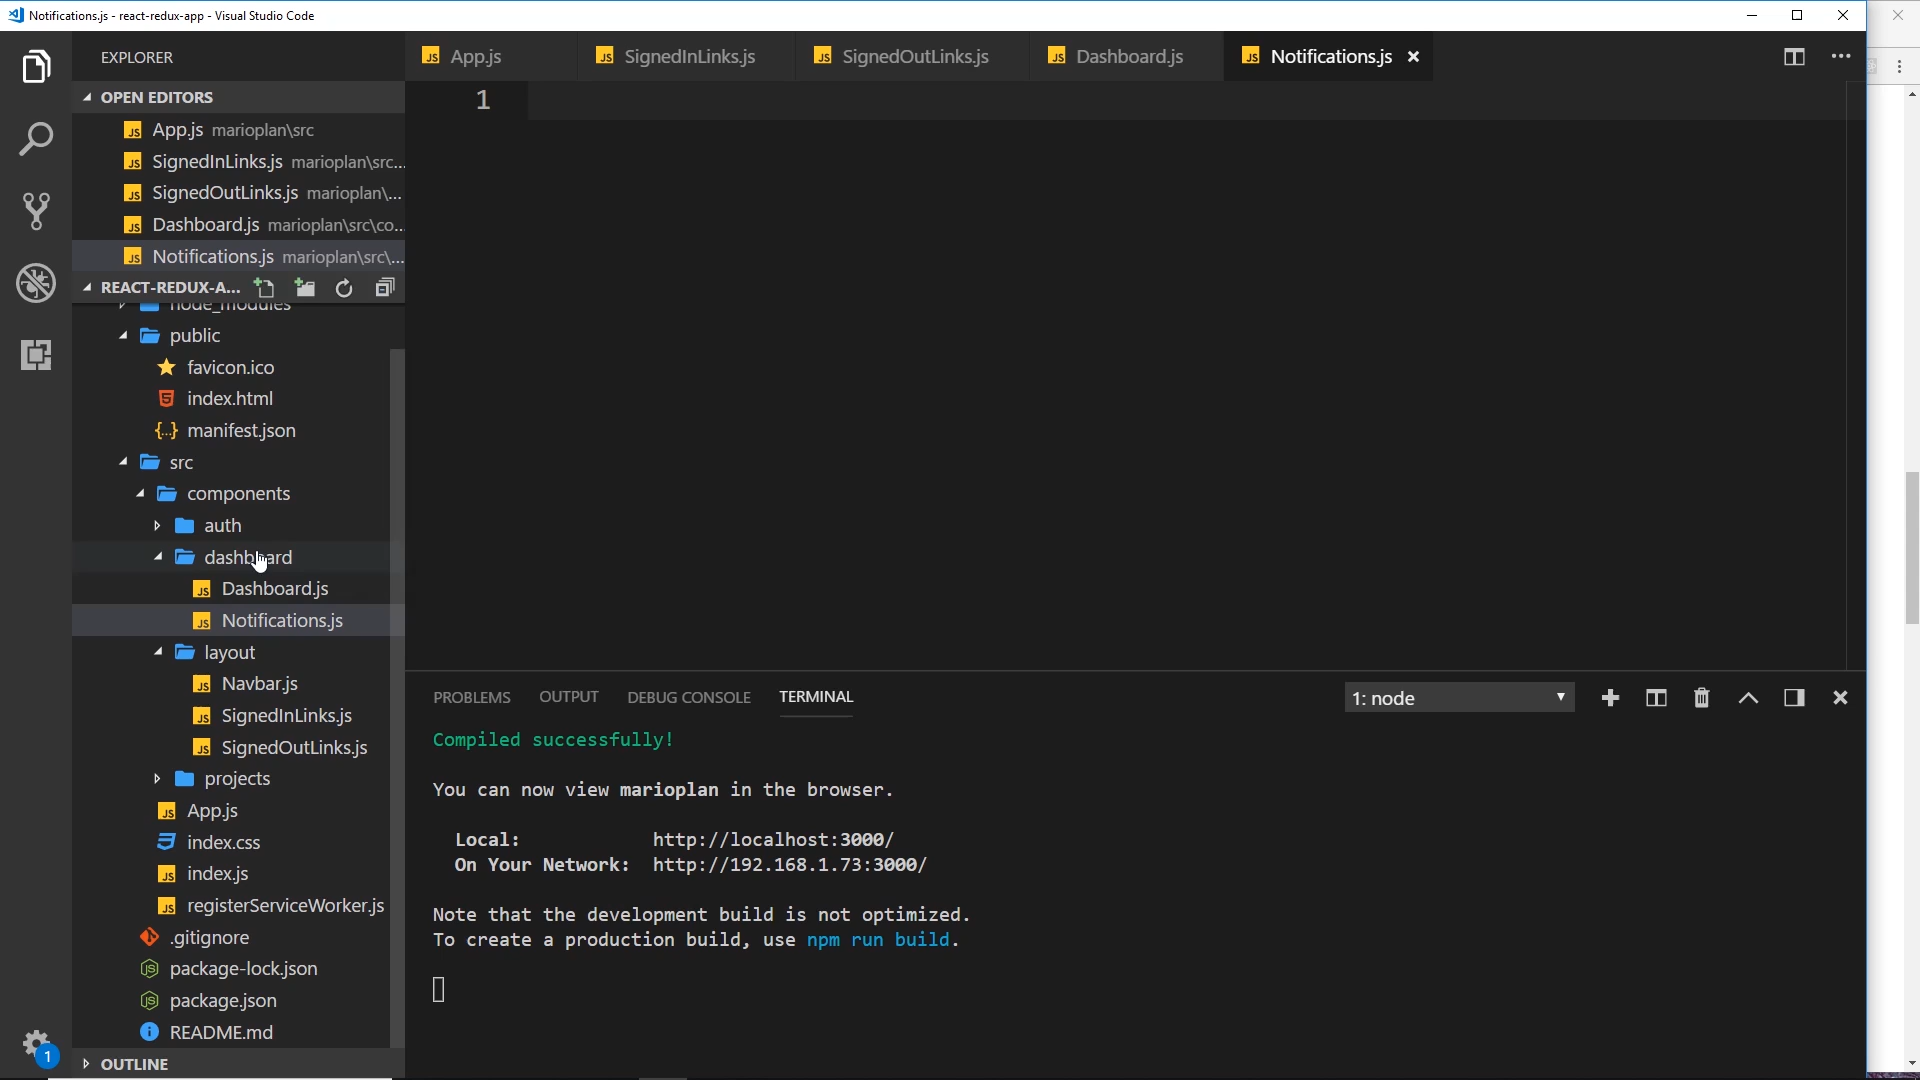 Notifications.js - react-redux-app - Visual Studio Code
EXPLORER
App.js
SignedInLinks.js
SignedOutLinks.js
Dashboard.js
Notifications.js
OPEN EDITORS
App.js marioplan\src
SignedInLinks.js marioplan\src...
SignedOutLinks.js marioplan\...
Dashboard.js marioplan\src\co...
Notifications.js marioplan\src\...
REACT-REDUX-A...
node_modules
public
favicon.ico
index.html
manifest.json
src
components
auth
dashboard
Dashboard.js
Notifications.js
layout
Navbar.js
SignedInLinks.js
SignedOutLinks.js
projects
App.js
index.css
index.js
registerServiceWorker.js
.gitignore
package-lock.json
package.json
README.md
OUTLINE
1
1
PROBLEMS OUTPUT DEBUG CONSOLE TERMINAL
1: node
Compiled successfully!
You can now view marioplan in the browser.
Local: http://localhost:3000/
On Your Network: http://192.168.1.73:3000/
Note that the development build is not optimized.
To create a production build, use npm run build.